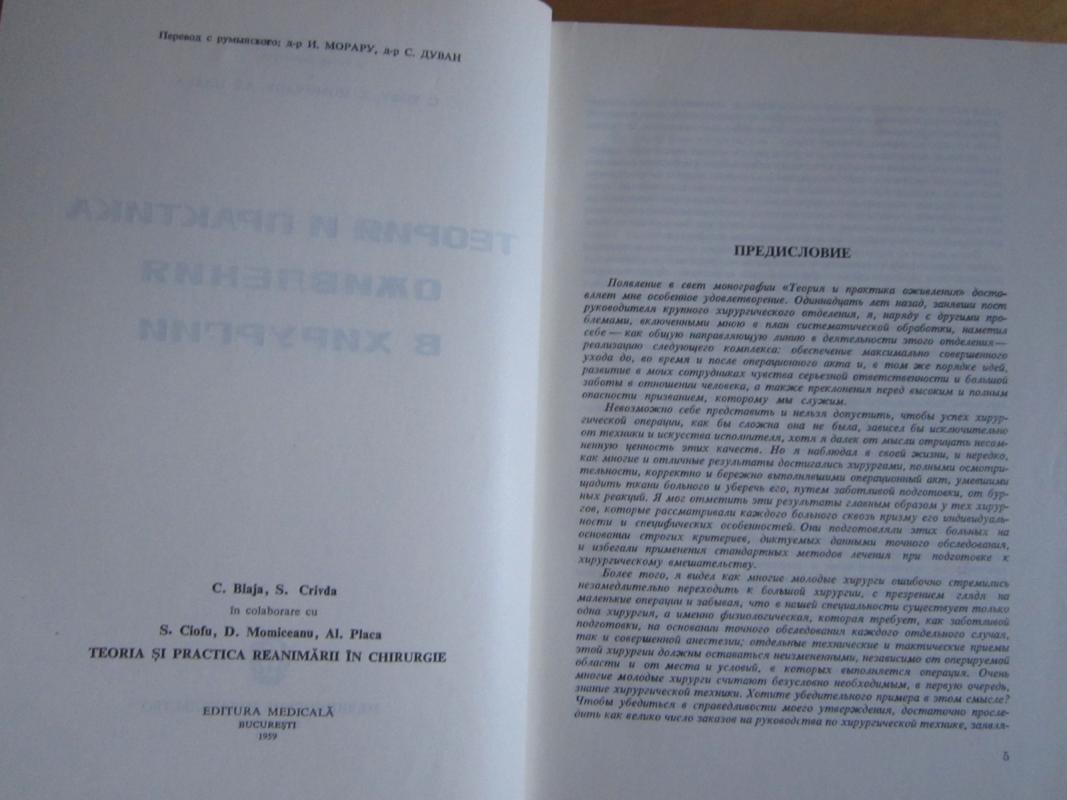 Перевод с румынского; д-р И. МОРАРУ, д-р С. ДУВАН
ТЕОРИЯ И ПРАКТИКА
ОЖИВЛЕНИЯ
В ХИРУРГИИ
C. Blaja, S. Crivda
în colaborare cu
S. Ciofu, D. Momiceanu, Al. Placa
TEORIA ȘI PRACTICA REANIMĂRII ÎN CHIRURGIE
EDITURA MEDICALĂ
BUCUREȘTI
1959
ПРЕДИСЛОВИЕ
Появление в свет монографии «Теория и практика оживления» доста-
вляет мне особенное удовлетворение. Одиннадцать лет назад, занявши пост
руководителя крупного хирургического отделения, я, наряду с другими про-
блемами, включенными мною в план систематической обработки, наметил
себе — как общую направляющую линию в деятельности этого отделения —
реализацию следующего комплекса: обеспечение максимально совершенного
ухода до, во время и после операционного акта и, в том же порядке идей,
развитие в моих сотрудниках чувства серьезной ответственности и большой
заботы в отношении человека, а также преклонения перед высоким и полным
опасности призванием, которому мы служим.
Невозможно себе представить и нельзя допустить, чтобы успех хирур-
гической операции, как бы сложна она не была, зависел бы исключительно
от техники и искусства исполнителя, хотя я далек от мысли отрицать несом-
ненную ценность этих качеств. Но я наблюдал в своей жизни, и нередко,
как многие и отличные результаты достигались хирургами, полными осмотри-
тельности, корректно и бережно выполнявшими операционный акт, умевшими
щадить ткани больного и уберечь его, путем заботливой подготовки, от бур-
ных реакций. Я мог отметить эти результаты главным образом у тех хирур-
гов, которые рассматривали каждого больного сквозь призму его индивидуаль-
ности и специфических особенностей. Они подготовляли этих больных на
основании строгих критериев, диктуемых данными точного обследования,
и избегали применения стандартных методов лечения при подготовке к
хирургическому вмешательству.
Более того, я видел как многие молодые хирурги ошибочно стремились
незамедлительно переходить к большой хирургии, с презрением глядя на
маленькие операции и забывая, что в нашей специальности существует только
одна хирургия, а именно физиологическая, которая требует, как заботливой
подготовки, на основании точного обследования каждого отдельного случая,
так и совершенной анестезии; отдельные технические и тактические приемы
этой хирургии должны оставаться неизмененными, независимо от оперируемой
области и от места и условий, в которых выполняется операция. Очень
многие молодые хирурги считают безусловно необходимым, в первую очередь,
знание хирургической техники. Хотите убедительного примера в этом смысле?
Чтобы убедиться в справедливости моего утверждения, достаточно просле-
дить как велико число заказов на руководства по хирургической технике, заявля-
5